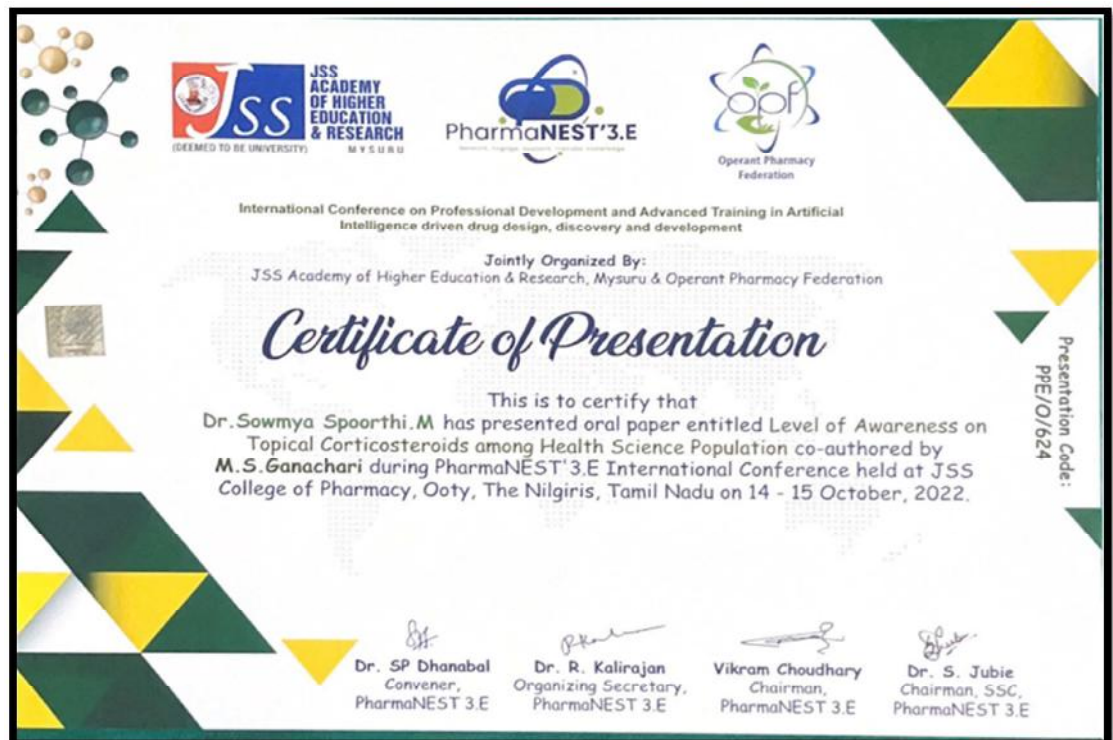 JSS
JSS
ACADEMY
OF HIGHER
EDUCATION
& RESEARCH
(DEEMED TO BE UNIVERSITY) MYSURU
PharmaNEST'3.E
opf
Operant Pharmacy
Federation
International Conference on Professional Development and Advanced Training in Artificial
Intelligence driven drug design, discovery and development
Jointly Organized By:
JSS Academy of Higher Education & Research, Mysuru & Operant Pharmacy Federation
Certificate of Presentation
This is to certify that
Dr.Sowmya Spoorthi.M has presented oral paper entitled Level of Awareness on
Topical Corticosteroids among Health Science Population co-authored by
M.S.Ganachari during PharmaNEST'3.E International Conference held at JSS
College of Pharmacy, Ooty, The Nilgiris, Tamil Nadu on 14 - 15 October, 2022.
Presentation Code:
PPE/O/624
Dr. SP Dhanabal
Convener,
PharmaNEST 3.E
Dr. R. Kalirajan
Organizing Secretary,
PharmaNEST 3.E
Vikram Choudhary
Chairman,
PharmaNEST 3.E
Dr. S. Jubie
Chairman, SSC,
PharmaNEST 3.E